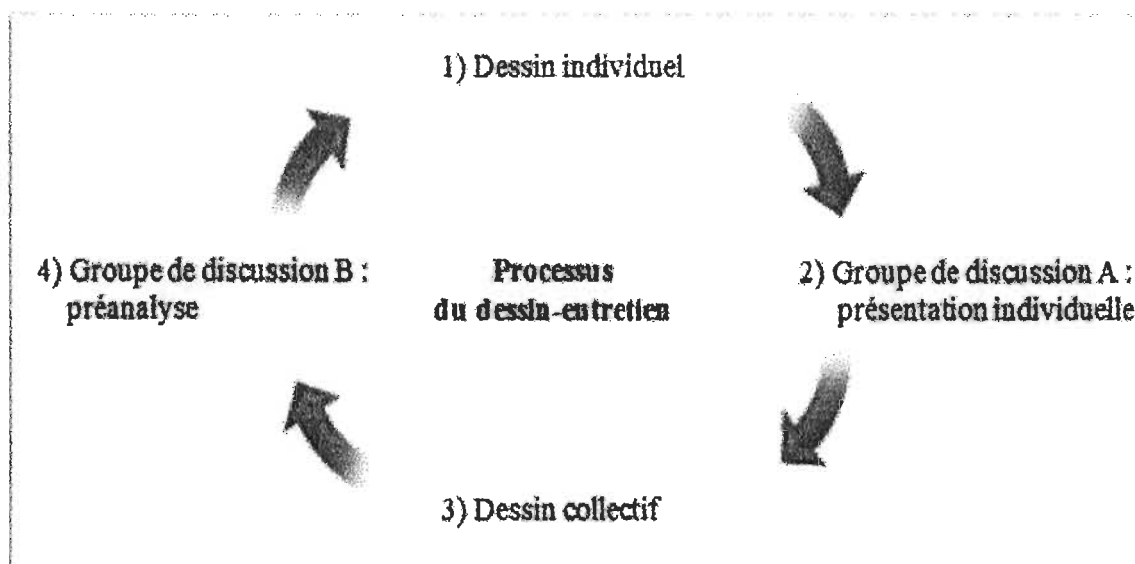 1) Dessin individuel
4) Groupe de discussion B :
préanalyse
Processus
du dessin-entretien
2) Groupe de discussion A :
présentation individuelle
3) Dessin collectif